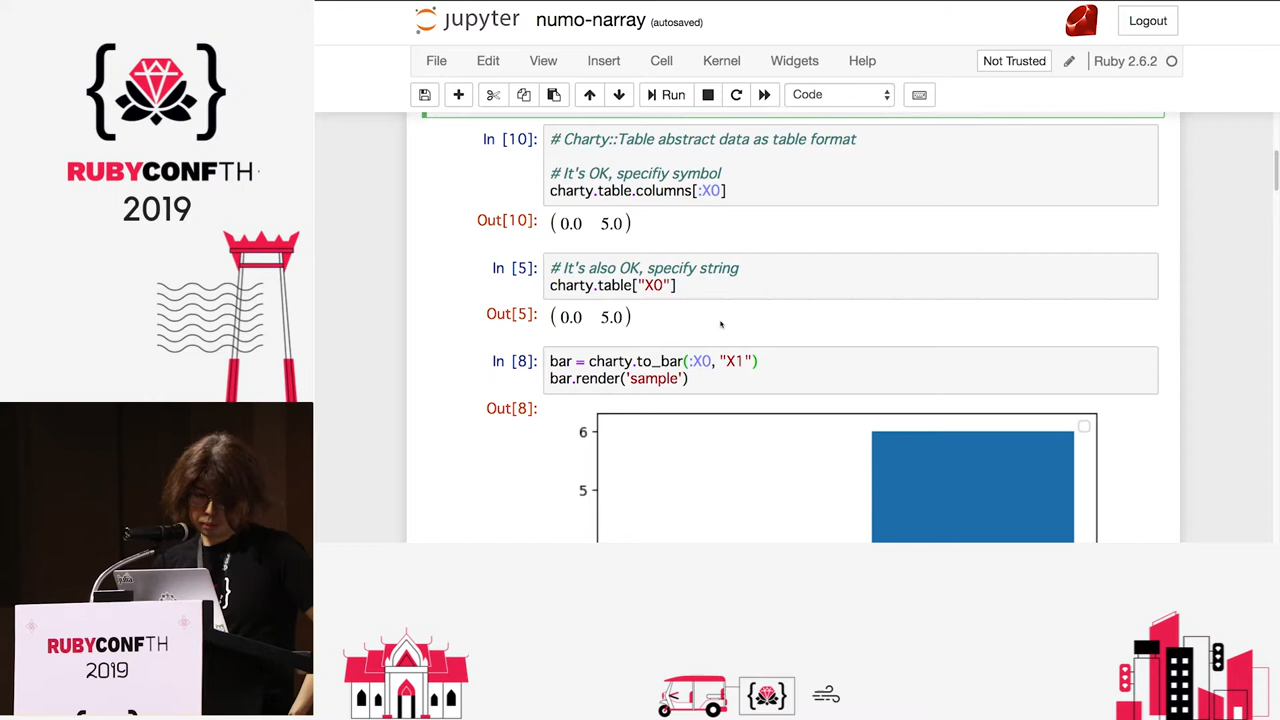 RUBYCONFTH
2019
jupyter numo-narray (autosaved)
Logout
File Edit View Insert Cell Kernel Widgets Help
Not Trusted
Ruby 2.6.2
Run
Code
In [10]:
# Charty::Table abstract data as table format
# It's OK, specifiy symbol
charty.table.columns[:X0]
Out[10]:
(0.0 5.0)
In [5]:
# It's also OK, specify string
charty.table["X0"]
Out[5]:
(0.0 5.0)
In [8]:
bar = charty.to_bar(:X0, "X1")
bar.render('sample')
Out[8]:
6
5
RUBYCONFTH
2019